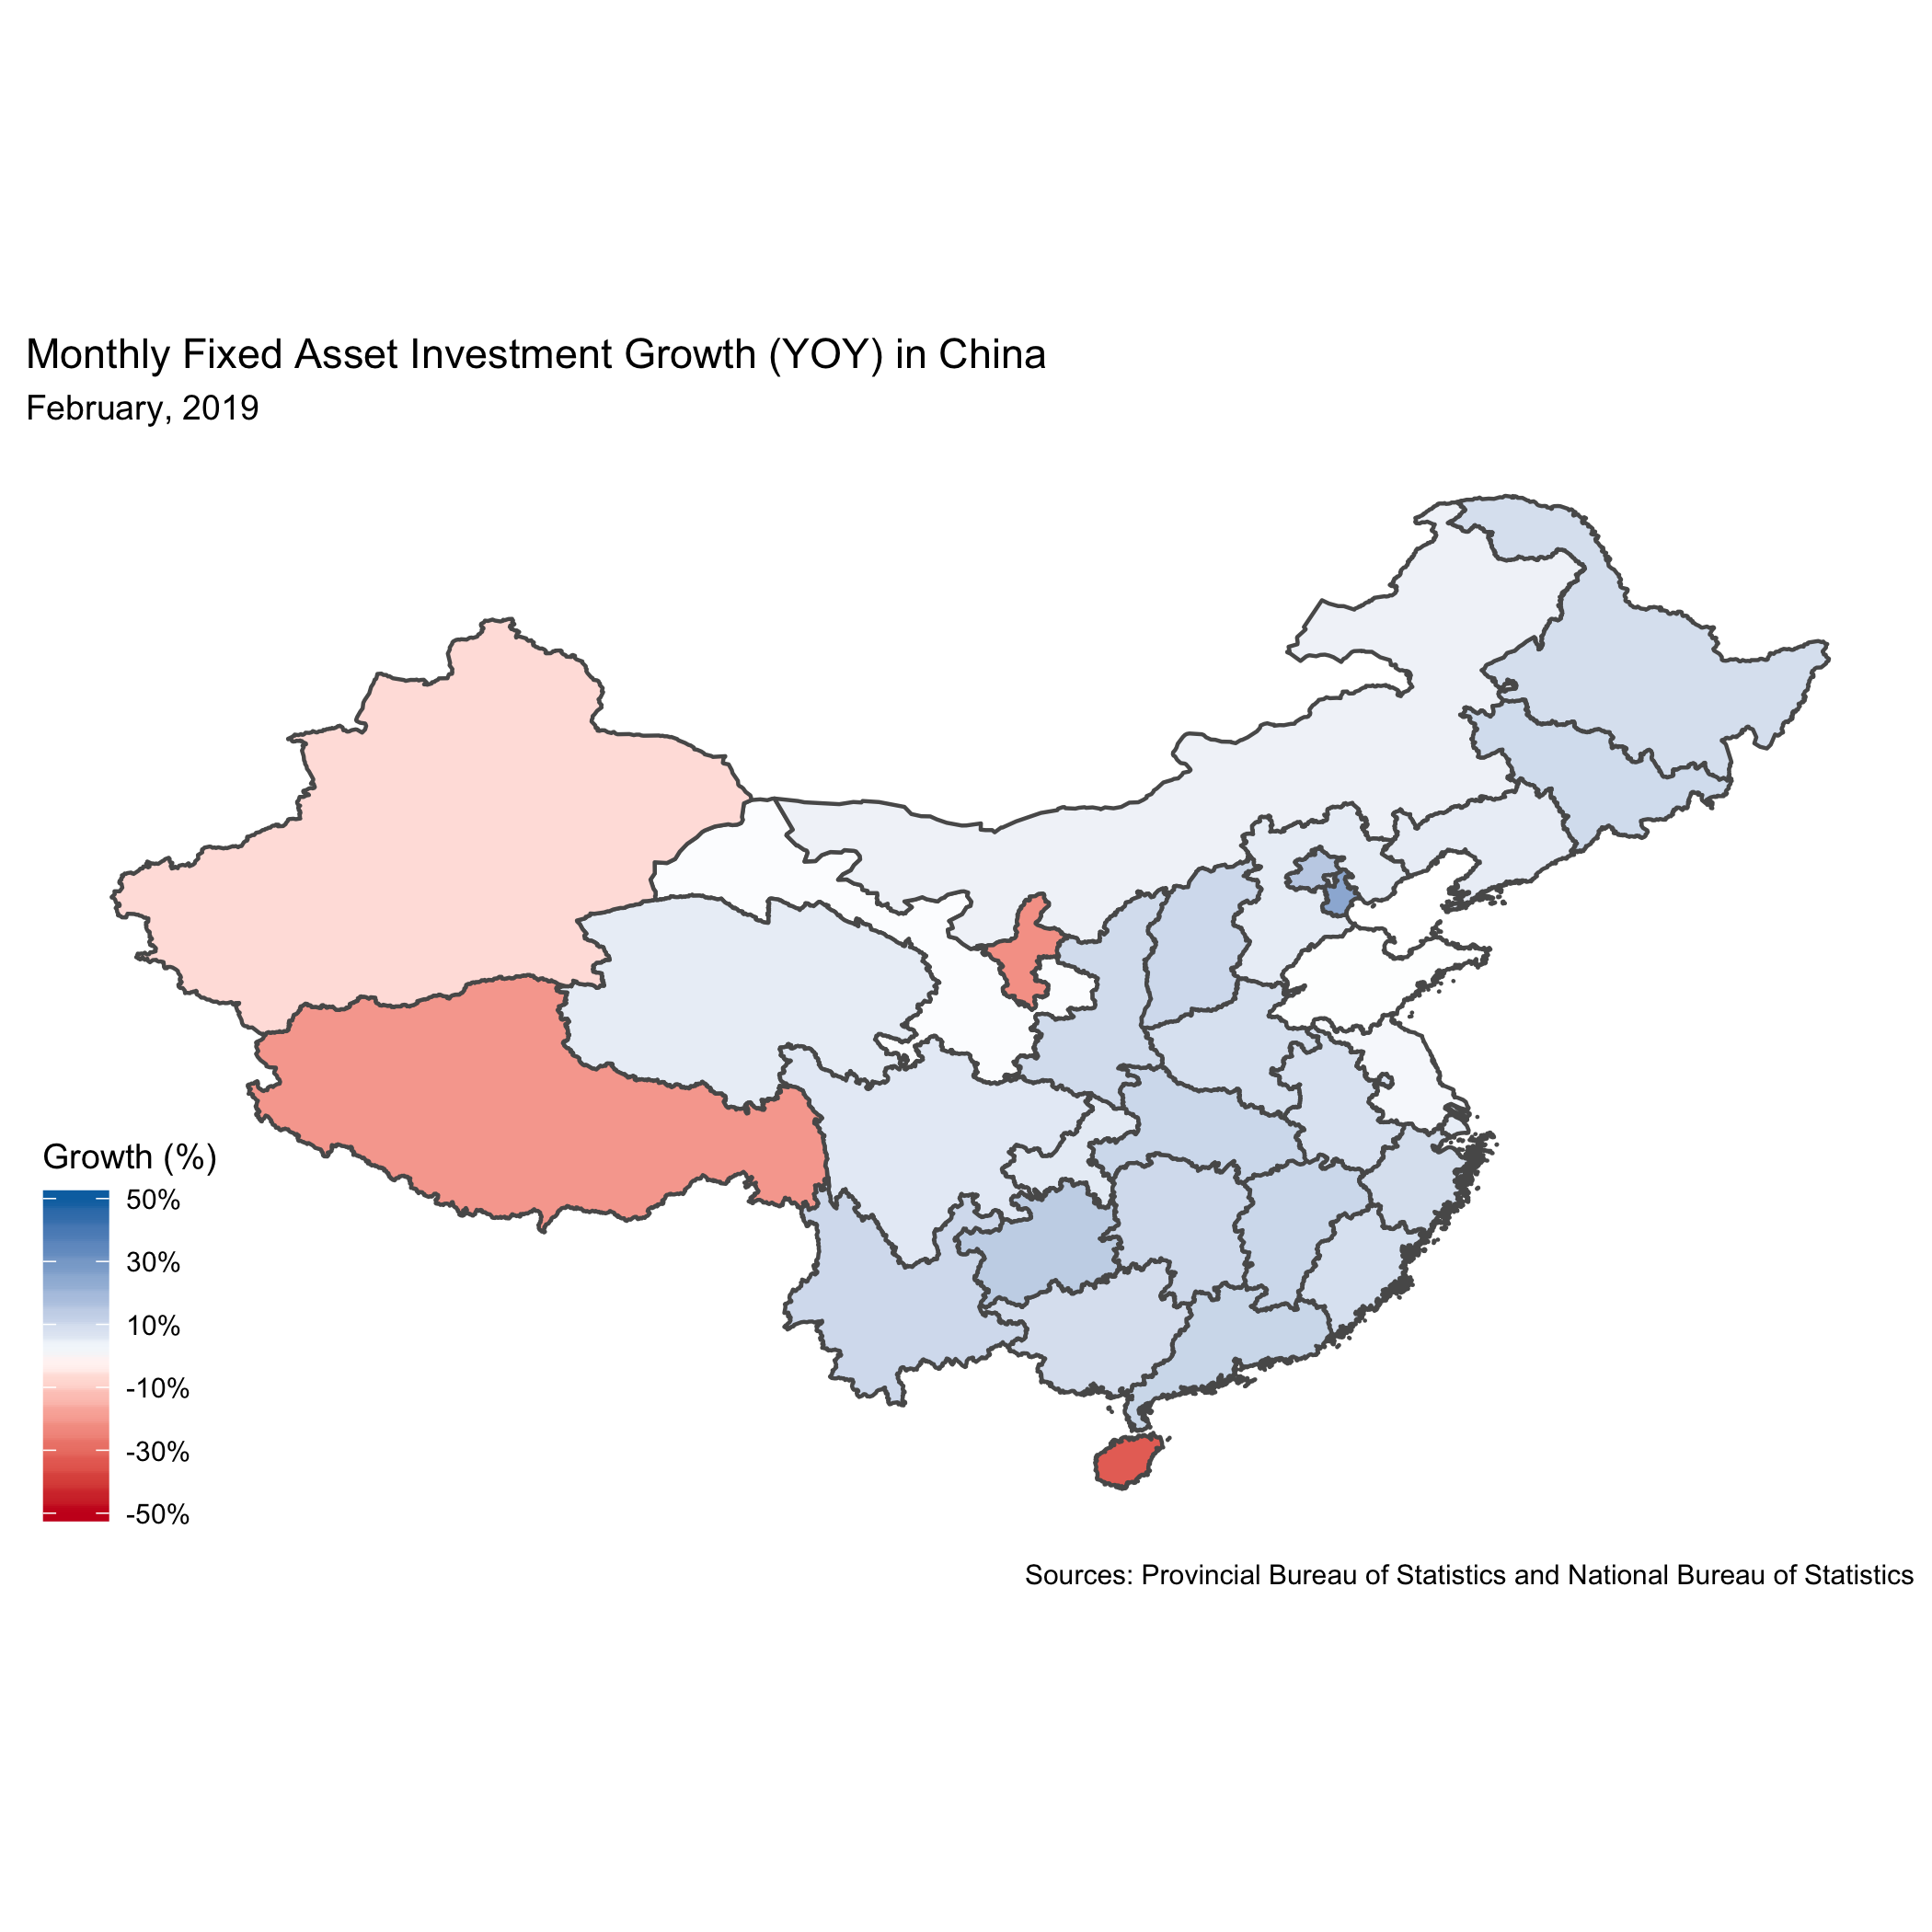 Monthly Fixed Asset Investment Growth (YOY) in China
February, 2019
Growth (%)
50%
30%
10%
-10%
-30%
-50%
Sources: Provincial Bureau of Statistics and National Bureau of Statistics